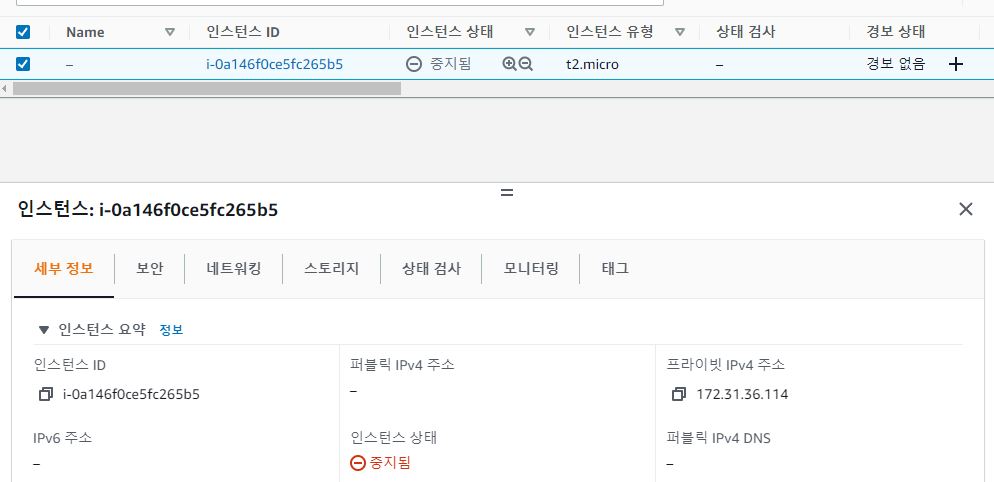 Name 인스턴스 ID 인스턴스 상태 인스턴스 유형 상태 검사 경보 상태
– i-0a146f0ce5fc265b5 중지됨 t2.micro – 경보 없음 +
인스턴스: i-0a146f0ce5fc265b5
세부 정보 보안 네트워킹 스토리지 상태 검사 모니터링 태그
인스턴스 요약 정보
인스턴스 ID 퍼블릭 IPv4 주소 프라이빗 IPv4 주소
i-0a146f0ce5fc265b5 – 172.31.36.114
IPv6 주소 인스턴스 상태 퍼블릭 IPv4 DNS
– 중지됨 –